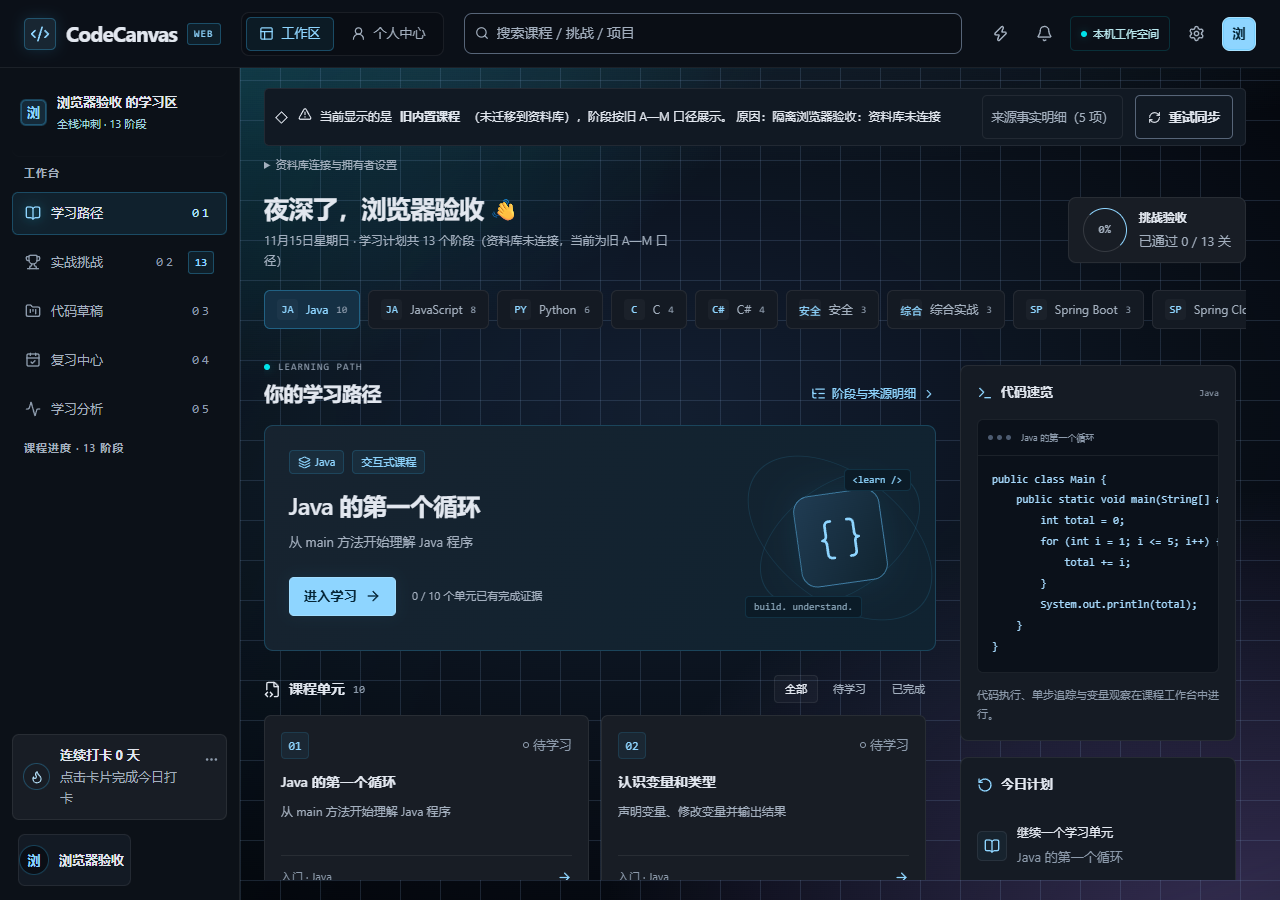 CodeCanvas WEB
工作区
个人中心
搜索课程 / 挑战 / 项目
本机工作空间
浏
浏
浏览器验收 的学习区
全栈冲刺 · 13 阶段
工作台
学习路径 01
实战挑战 02 13
代码草稿 03
复习中心 04
学习分析 05
课程进度 · 13 阶段
连续打卡 0 天
点击卡片完成今日打
卡
浏 浏览器验收
当前显示的是 旧内置课程 （未迁移到资料库），阶段按旧 A—M 口径展示。 原因：隔离浏览器验收：资料库未连接
来源事实明细（5 项）
重试同步
资料库连接与拥有者设置
夜深了，浏览器验收 👋
11月15日星期日 · 学习计划共 13 个阶段（资料库未连接，当前为旧 A—M 口
径）
0%
挑战验收
已通过 0 / 13 关
JA Java 10
JA JavaScript 8
PY Python 6
C C 4
C# C# 4
安全 安全 3
综合 综合实战 3
SP Spring Boot 3
SP Spring Clo
LEARNING PATH
你的学习路径
阶段与来源明细
Java
交互式课程
Java 的第一个循环
从 main 方法开始理解 Java 程序
进入学习
0 / 10 个单元已有完成证据
<learn />
{ }
build. understand.
课程单元 10
全部
待学习
已完成
01
待学习
Java 的第一个循环
从 main 方法开始理解 Java 程序
入门 · Java
02
待学习
认识变量和类型
声明变量、修改变量并输出结果
入门 · Java
代码速览
Java
Java 的第一个循环
public class Main {
public static void main(String[] a
int total = 0;
for (int i = 1; i <= 5; i++) {
total += i;
}
System.out.println(total);
}
}
代码执行、单步追踪与变量观察在课程工作台中进
行。
今日计划
继续一个学习单元
Java 的第一个循环